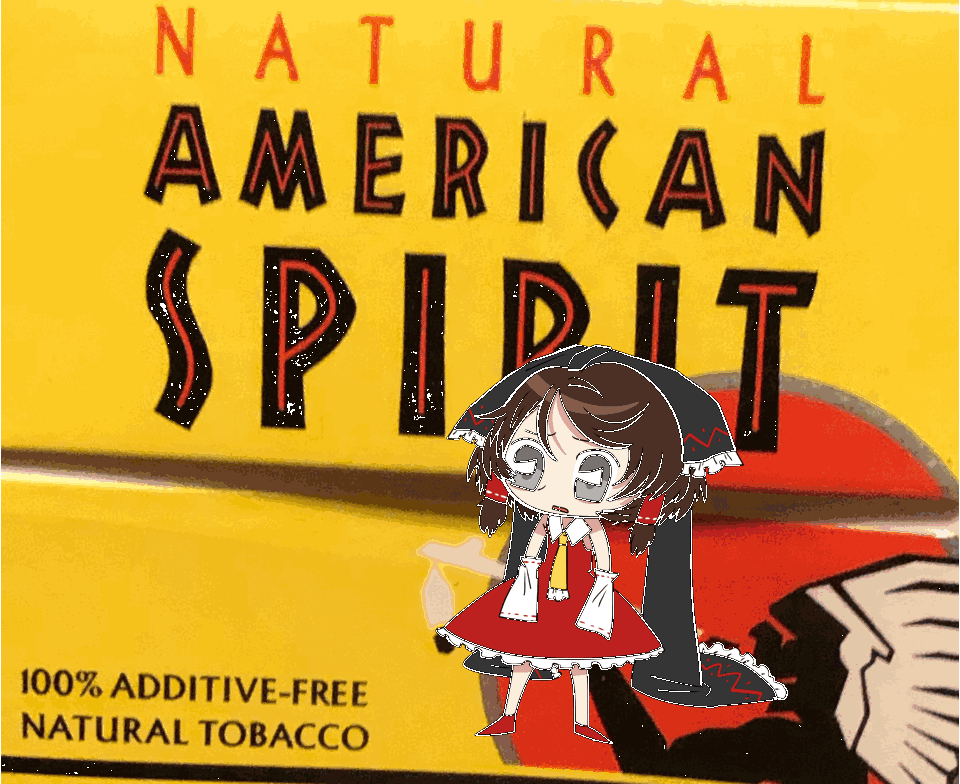 NATURAL
AMERICAN
SPIRIT
100% ADDITIVE-FREE
NATURAL TOBACCO